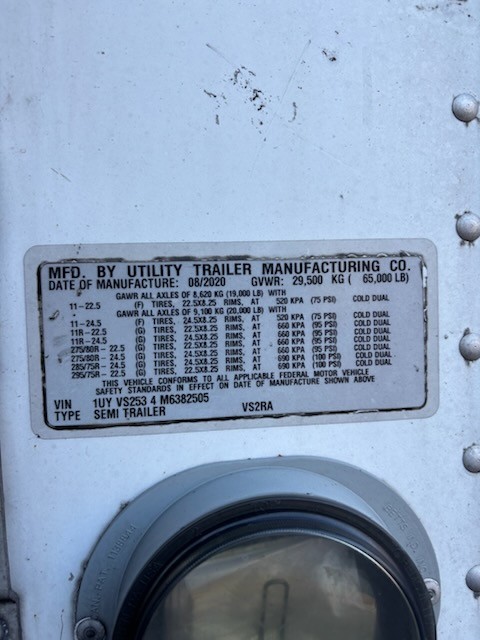 MFD. BY UTILITY TRAILER MANUFACTURING CO.
DATE OF MANUFACTURE: 08/2020 GVWR: 29,500 KG ( 65,000 LB)
GAWR ALL AXLES OF 8,620 KG (19,000 LB) WITH
11-22.5 (F) TIRES, 22.5X8.25 RIMS, AT 520 KPA (75 PSI) COLD DUAL
GAWR ALL AXLES OF 9,100 KG (20,000 LB) WITH
11-24.5 (F) TIRES, 24.5X8.25 RIMS, AT 520 KPA (75 PSI) COLD DUAL
11R-22.5 (G) TIRES, 22.5X8.25 RIMS, AT 660 KPA (95 PSI) COLD DUAL
11R-24.5 (G) TIRES, 24.5X8.25 RIMS, AT 660 KPA (95 PSI) COLD DUAL
275/80R-22.5 (G) TIRES, 22.5X8.25 RIMS, AT 660 KPA (95 PSI) COLD DUAL
275/80R-24.5 (G) TIRES, 24.5X8.25 RIMS, AT 660 KPA (95 PSI) COLD DUAL
285/75R-24.5 (G) TIRES, 24.5X8.25 RIMS, AT 690 KPA (100 PSI) COLD DUAL
295/75R-22.5 (G) TIRES, 22.5X8.25 RIMS, AT 690 KPA (100 PSI) COLD DUAL
THIS VEHICLE CONFORMS TO ALL APPLICABLE FEDERAL MOTOR VEHICLE
SAFETY STANDARDS IN EFFECT ON DATE OF MANUFACTURE SHOWN ABOVE
VIN 1UY VS253 4 M6382505
TYPE SEMI TRAILER VS2RA